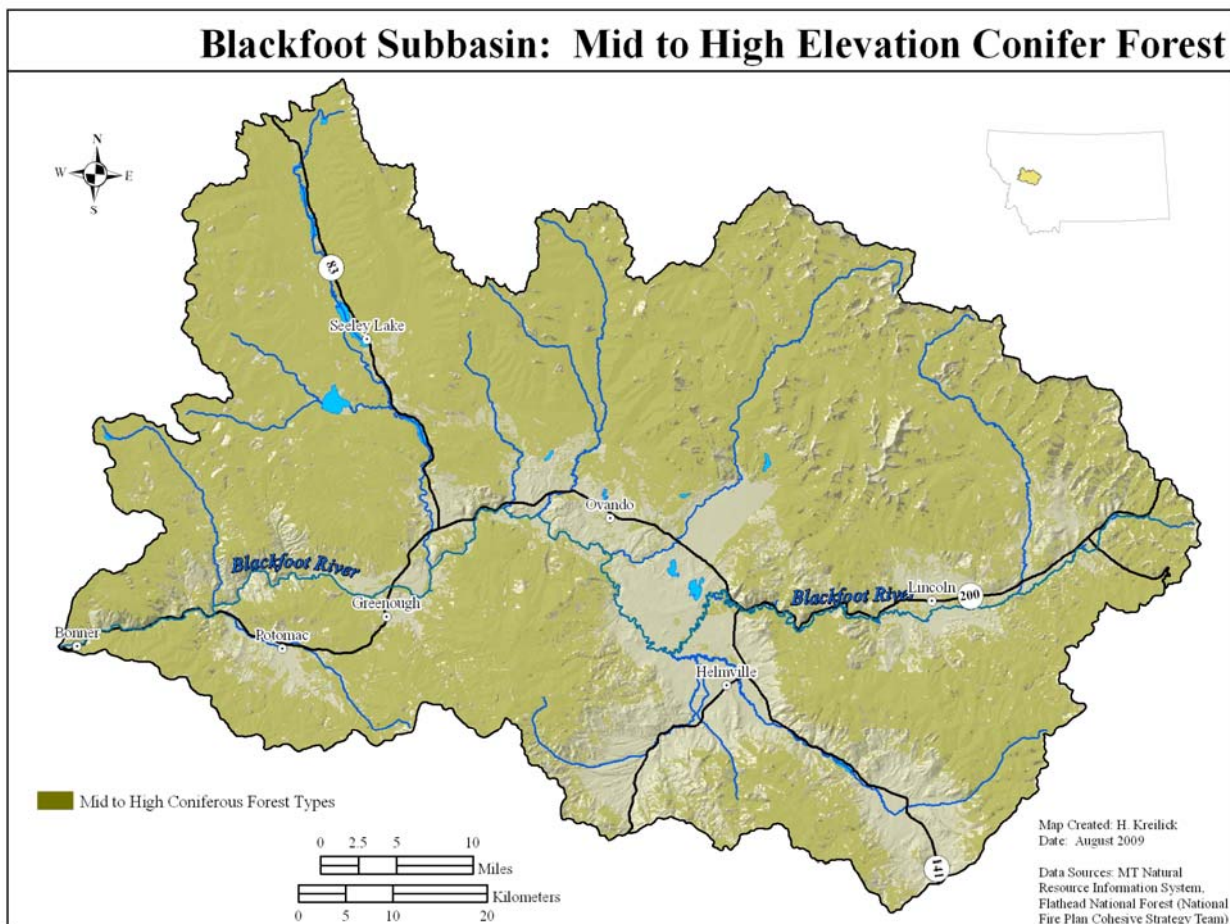 Blackfoot Subbasin: Mid to High Elevation Conifer Forest
N
W E
S
83
Seeley Lake
Ovando
Blackfoot River
Blackfoot River
Lincoln
200
Greenough
Bonner
Potomac
Helmville
141
Mid to High Coniferous Forest Types
0 2.5 5 10
Miles
Kilometers
0 5 10 20
Map Created: H. Kreilick
Date: August 2009
Data Sources: MT Natural
Resource Information System,
Flathead National Forest (National
Fire Plan Cohesive Strategy Team)